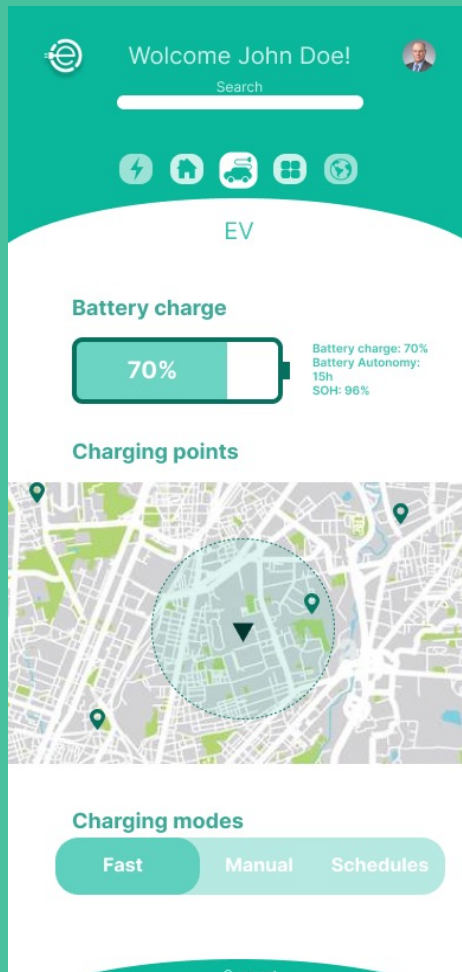 Wolcome John Doe!
Search
EV
Battery charge
70%
Battery charge: 70%
Battery Autonomy:
15h
SOH: 96%
Charging points
Charging modes
Fast Manual Schedules